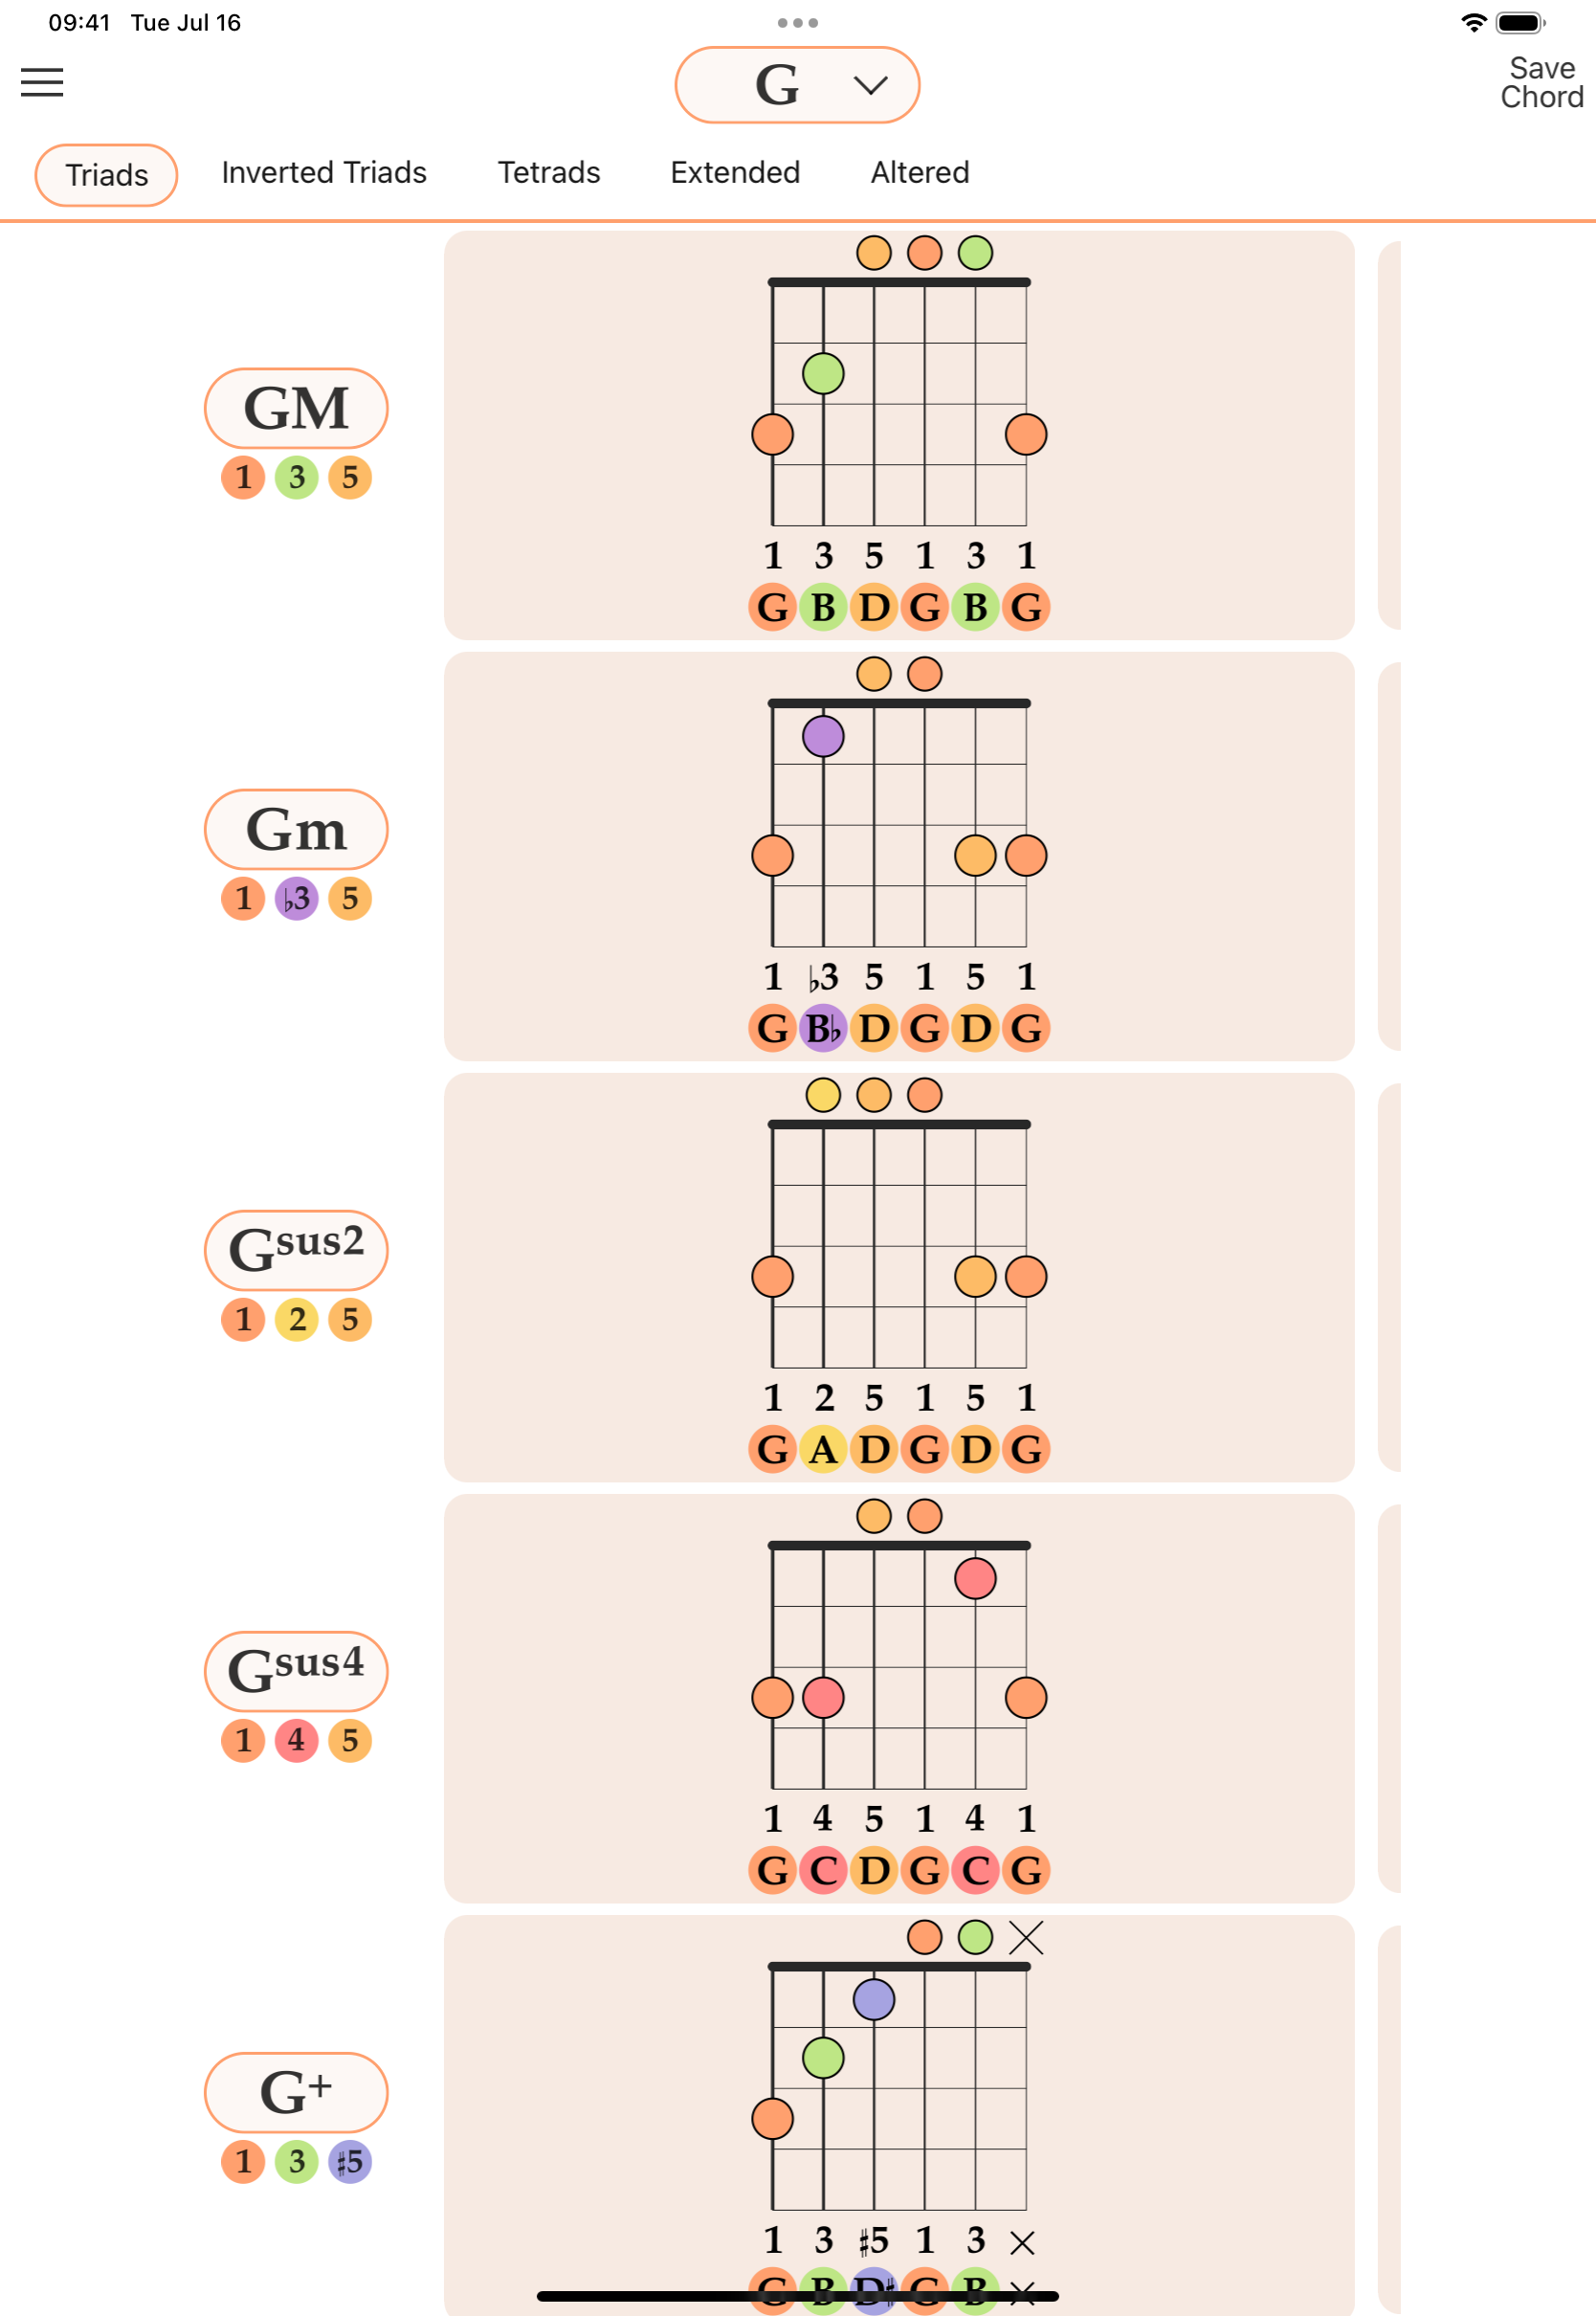 09:41 Tue Jul 16
G
Save Chord
Triads Inverted Triads Tetrads Extended Altered
GM
1 3 5
1 3 5 1 3 1
G B D G B G
Gm
1 ♭3 5
1 ♭3 5 1 5 1
G B♭ D G D G
Gsus2
1 2 5
1 2 5 1 5 1
G A D G D G
Gsus4
1 4 5
1 4 5 1 4 1
G C D G C G
G+
1 3 ♯5
1 3 ♯5 1 3 ×
G B D♯ G B ×